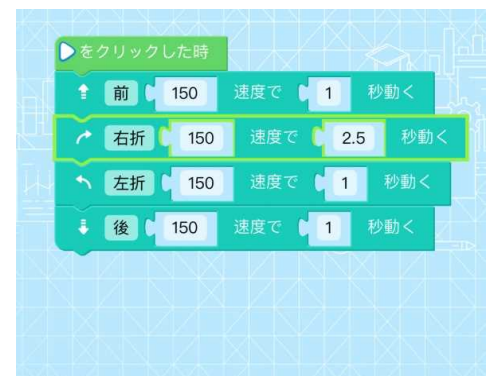 をクリックした時
前 150 速度で 1 秒動く
右折 150 速度で 2.5 秒動く
左折 150 速度で 1 秒動く
後 150 速度で 1 秒動く